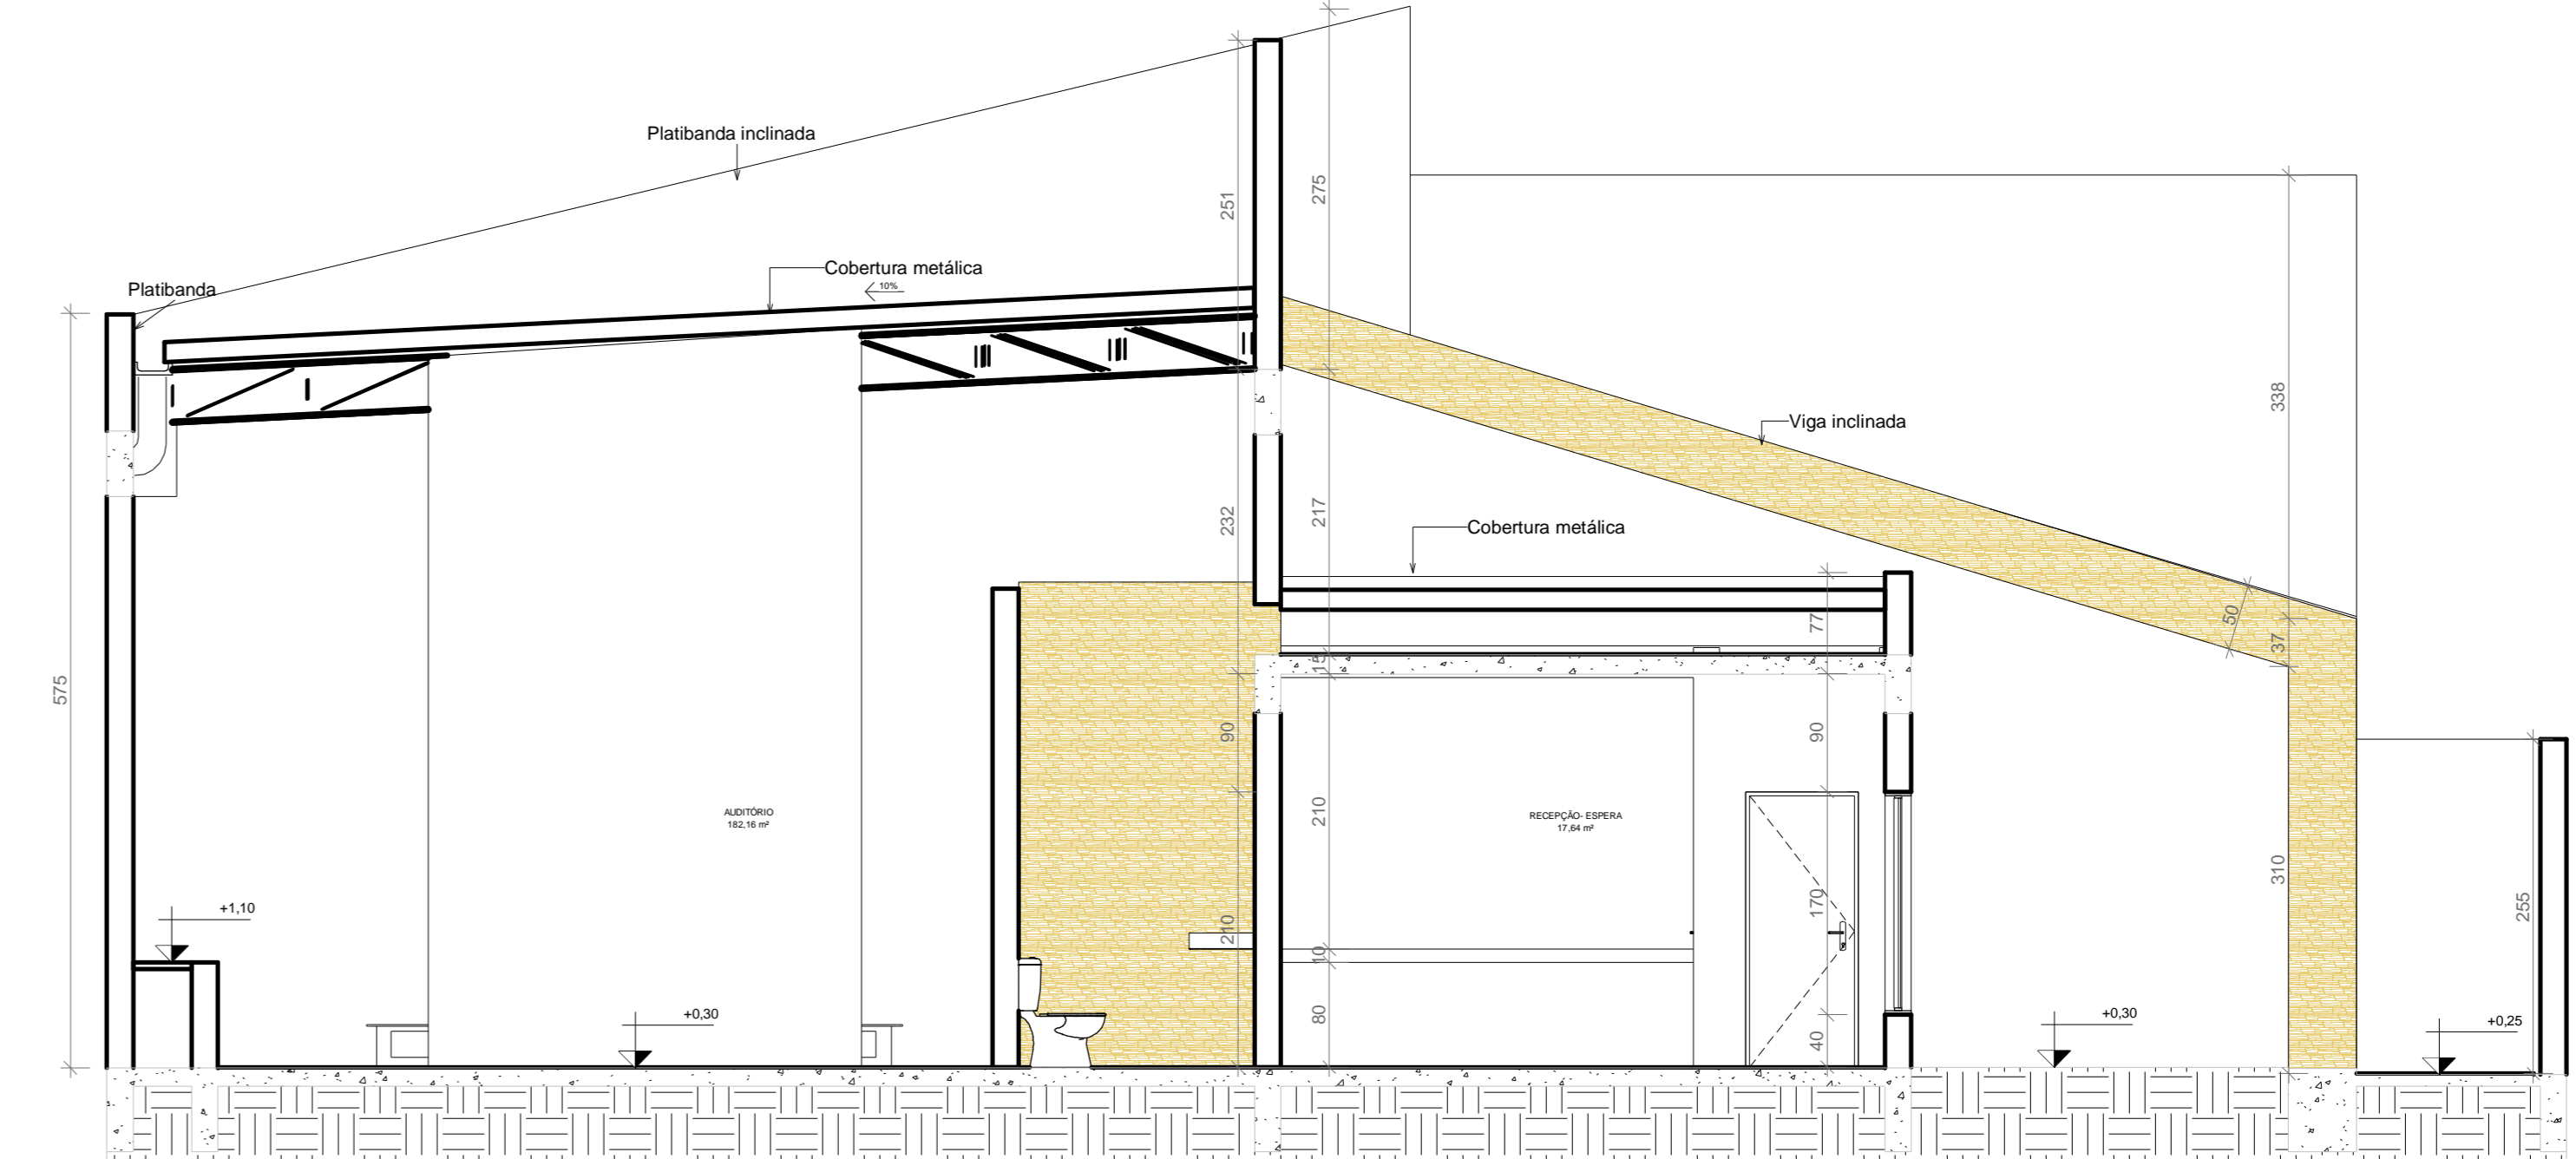 275
251
Platibanda inclinada
Cobertura metálica
10%
Platibanda
338
Viga inclinada
232
217
Cobertura metálica
575
77
50
37
15
90
90
AUDITÓRIO
182,16 m²
210
RECEPÇÃO- ESPERA
17,64 m²
310
170
255
+1,10
210
10
+0,30
80
40
+0,30
+0,25